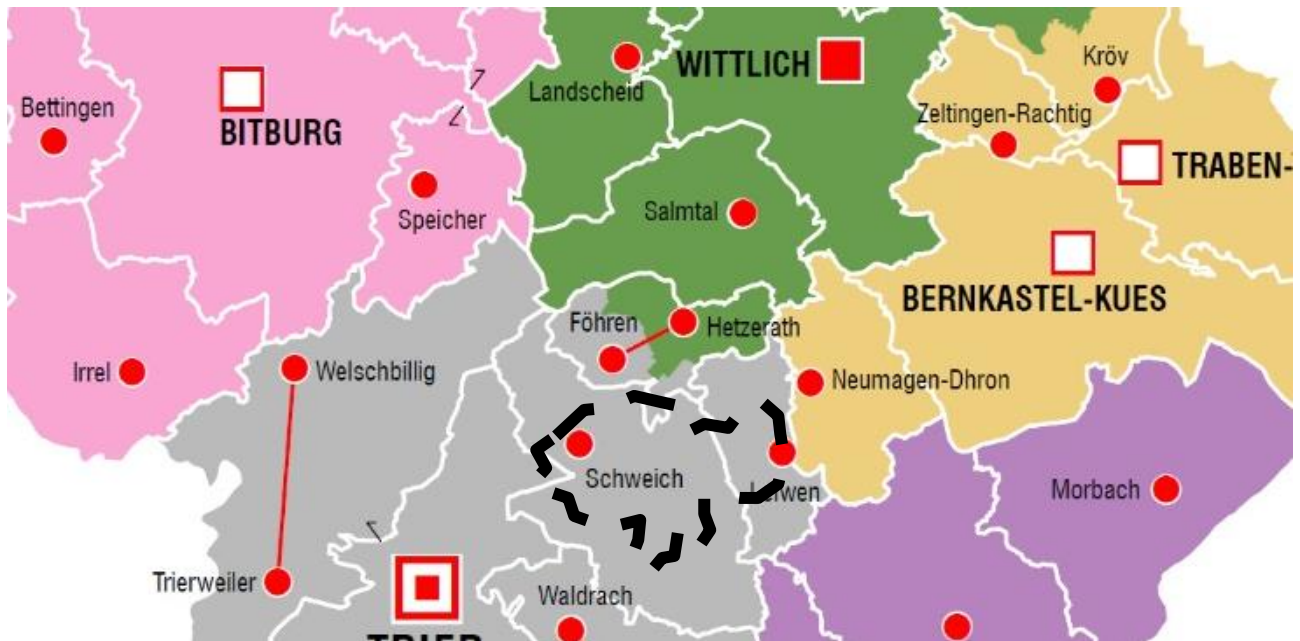 Bettingen
BITBURG
Speicher
Landscheid
WITTLICH
Kröv
Zeltingen-Rachtig
TRABEN-
Salmtal
BERNKASTEL-KUES
Föhren
Hetzerath
Irrel
Welschbillig
Neumagen-Dhron
Schweich
Morbach
Trierweiler
Waldrach
TRIER